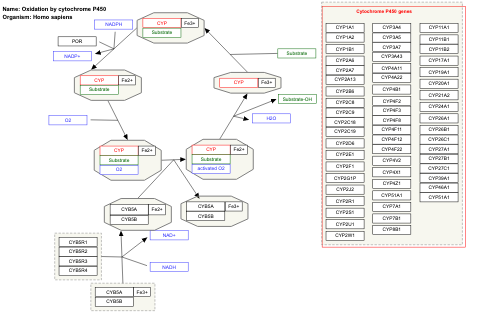 Name: Oxidation by cytochrome P450
Organism: Homo sapiens
NADPH
CYP
Fe3+
Substrate
POR
NADP+
CYP
Fe2+
Substrate
Substrate
CYP
Fe3+
Substrate-OH
H2O
O2
CYP
Fe2+
Substrate
O2
CYP
Fe2+
Substrate
activated O2
CYB5A
Fe2+
CYB5B
CYB5A
Fe3+
CYB5B
NAD+
NADH
CYB5R1
CYB5R2
CYB5R3
CYB5R4
CYB5A
Fe3+
CYB5B
Cytochrome P450 genes
CYP1A1
CYP1A2
CYP1B1
CYP2A6
CYP2A7
CYP2A13
CYP2B6
CYP2C8
CYP2C9
CYP2C18
CYP2C19
CYP2D6
CYP2E1
CYP2F1
CYP2G1P
CYP2J2
CYP2R1
CYP2S1
CYP2U1
CYP2W1
CYP3A4
CYP3A5
CYP3A7
CYP3A43
CYP4A11
CYP4A22
CYP4B1
CYP4F2
CYP4F3
CYP4F8
CYP4F11
CYP4F12
CYP4F22
CYP4V2
CYP4X1
CYP4Z1
CYP51A1
CYP7A1
CYP7B1
CYP8B1
CYP11A1
CYP11B1
CYP11B2
CYP17A1
CYP19A1
CYP20A1
CYP21A2
CYP24A1
CYP26A1
CYP26B1
CYP26C1
CYP27A1
CYP27B1
CYP27C1
CYP39A1
CYP46A1
CYP51A1